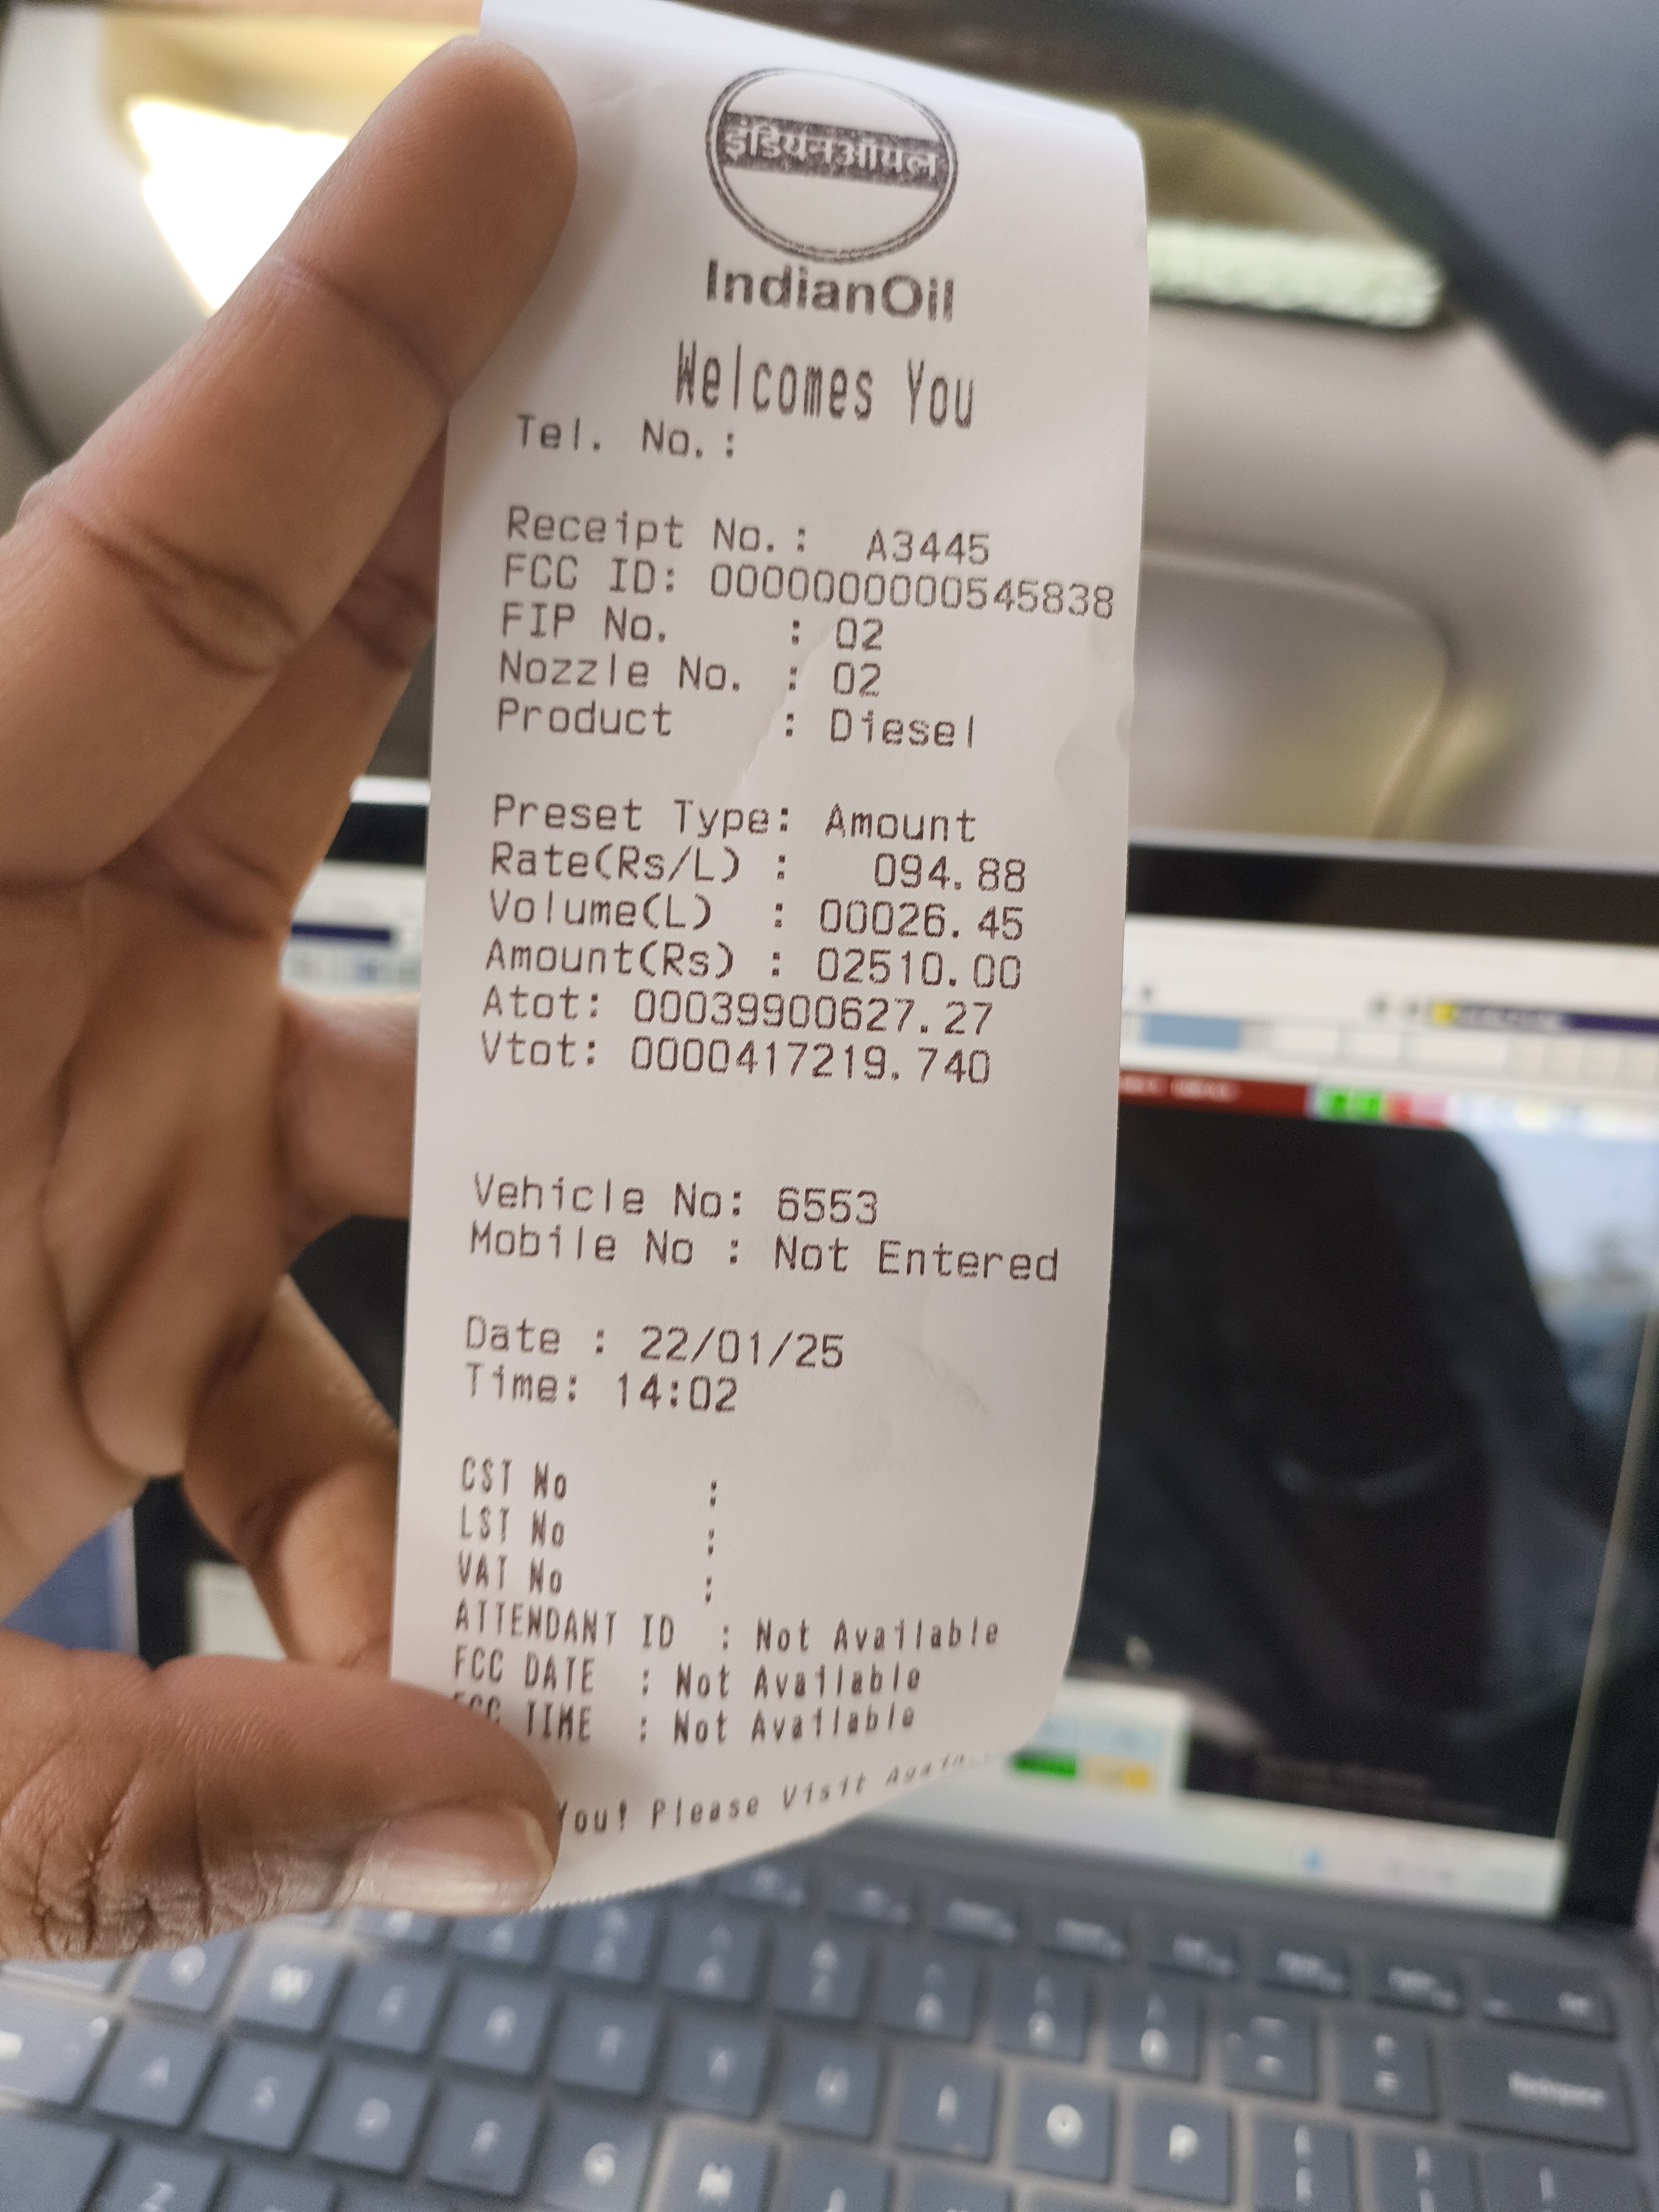 इंडियनऑयल
IndianOil
Welcomes You
Tel. No.:
Receipt No.: A3445
FCC ID: 0000000000545838
FIP No. : 02
Nozzle No. : 02
Product : Diesel
Preset Type: Amount
Rate(Rs/L) : 094.88
Volume(L) : 00026.45
Amount(Rs) : 02510.00
Atot: 00039900627.27
Vtot: 0000417219.740
Vehicle No: 6553
Mobile No : Not Entered
Date : 22/01/25
Time: 14:02
CST No :
LST No :
VAT No :
ATTENDANT ID : Not Available
FCC DATE : Not Available
FCC TIME : Not Available
You! Please Visit Again
Q W
A S D F G
U I O P
Z M
Backspace